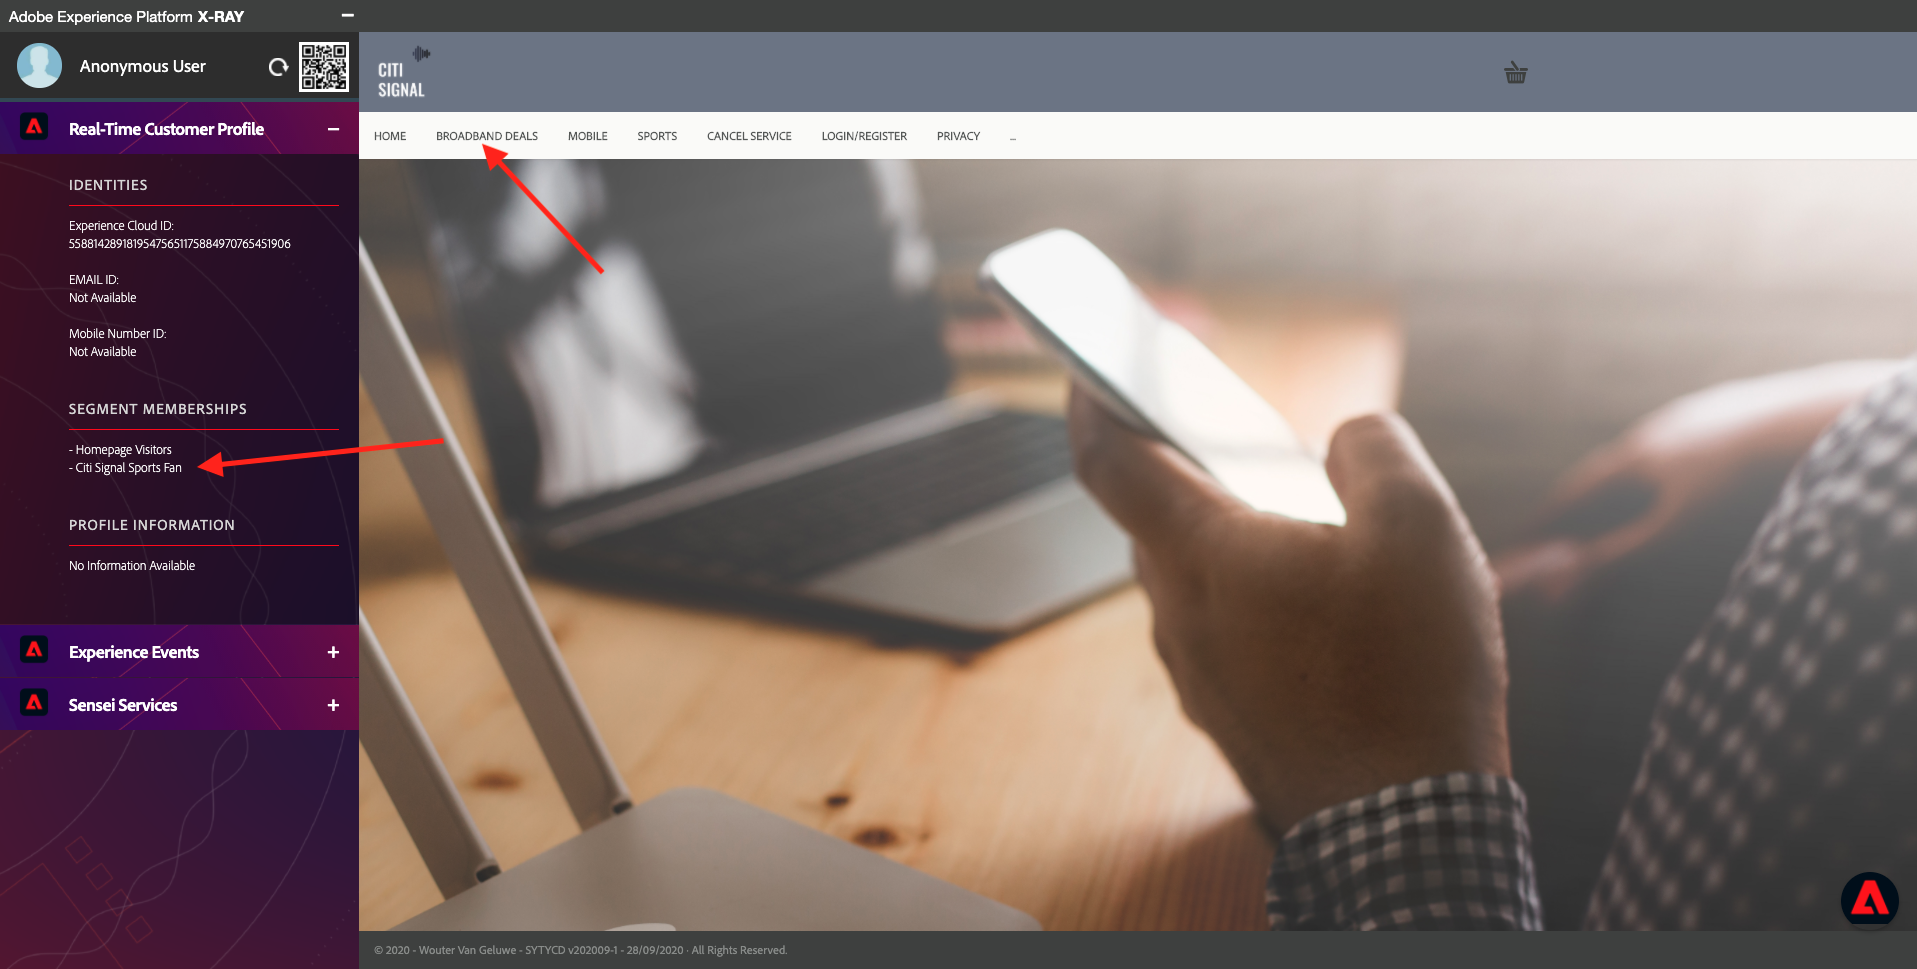 Adobe Experience Platform X-RAY
Anonymous User
Real-Time Customer Profile
IDENTITIES
Experience Cloud ID:
55881428918195475651175884970765451906
EMAIL ID:
Not Available
Mobile Number ID:
Not Available
SEGMENT MEMBERSHIPS
- Homepage Visitors
- Citi Signal Sports Fan
PROFILE INFORMATION
No Information Available
Experience Events
Sensei Services
CITI
SIGNAL
HOME BROADBAND DEALS MOBILE SPORTS CANCEL SERVICE LOGIN/REGISTER PRIVACY ...
© 2020 - Wouter Van Geluwe - SYTYCD v202009-1 - 28/09/2020 · All Rights Reserved.